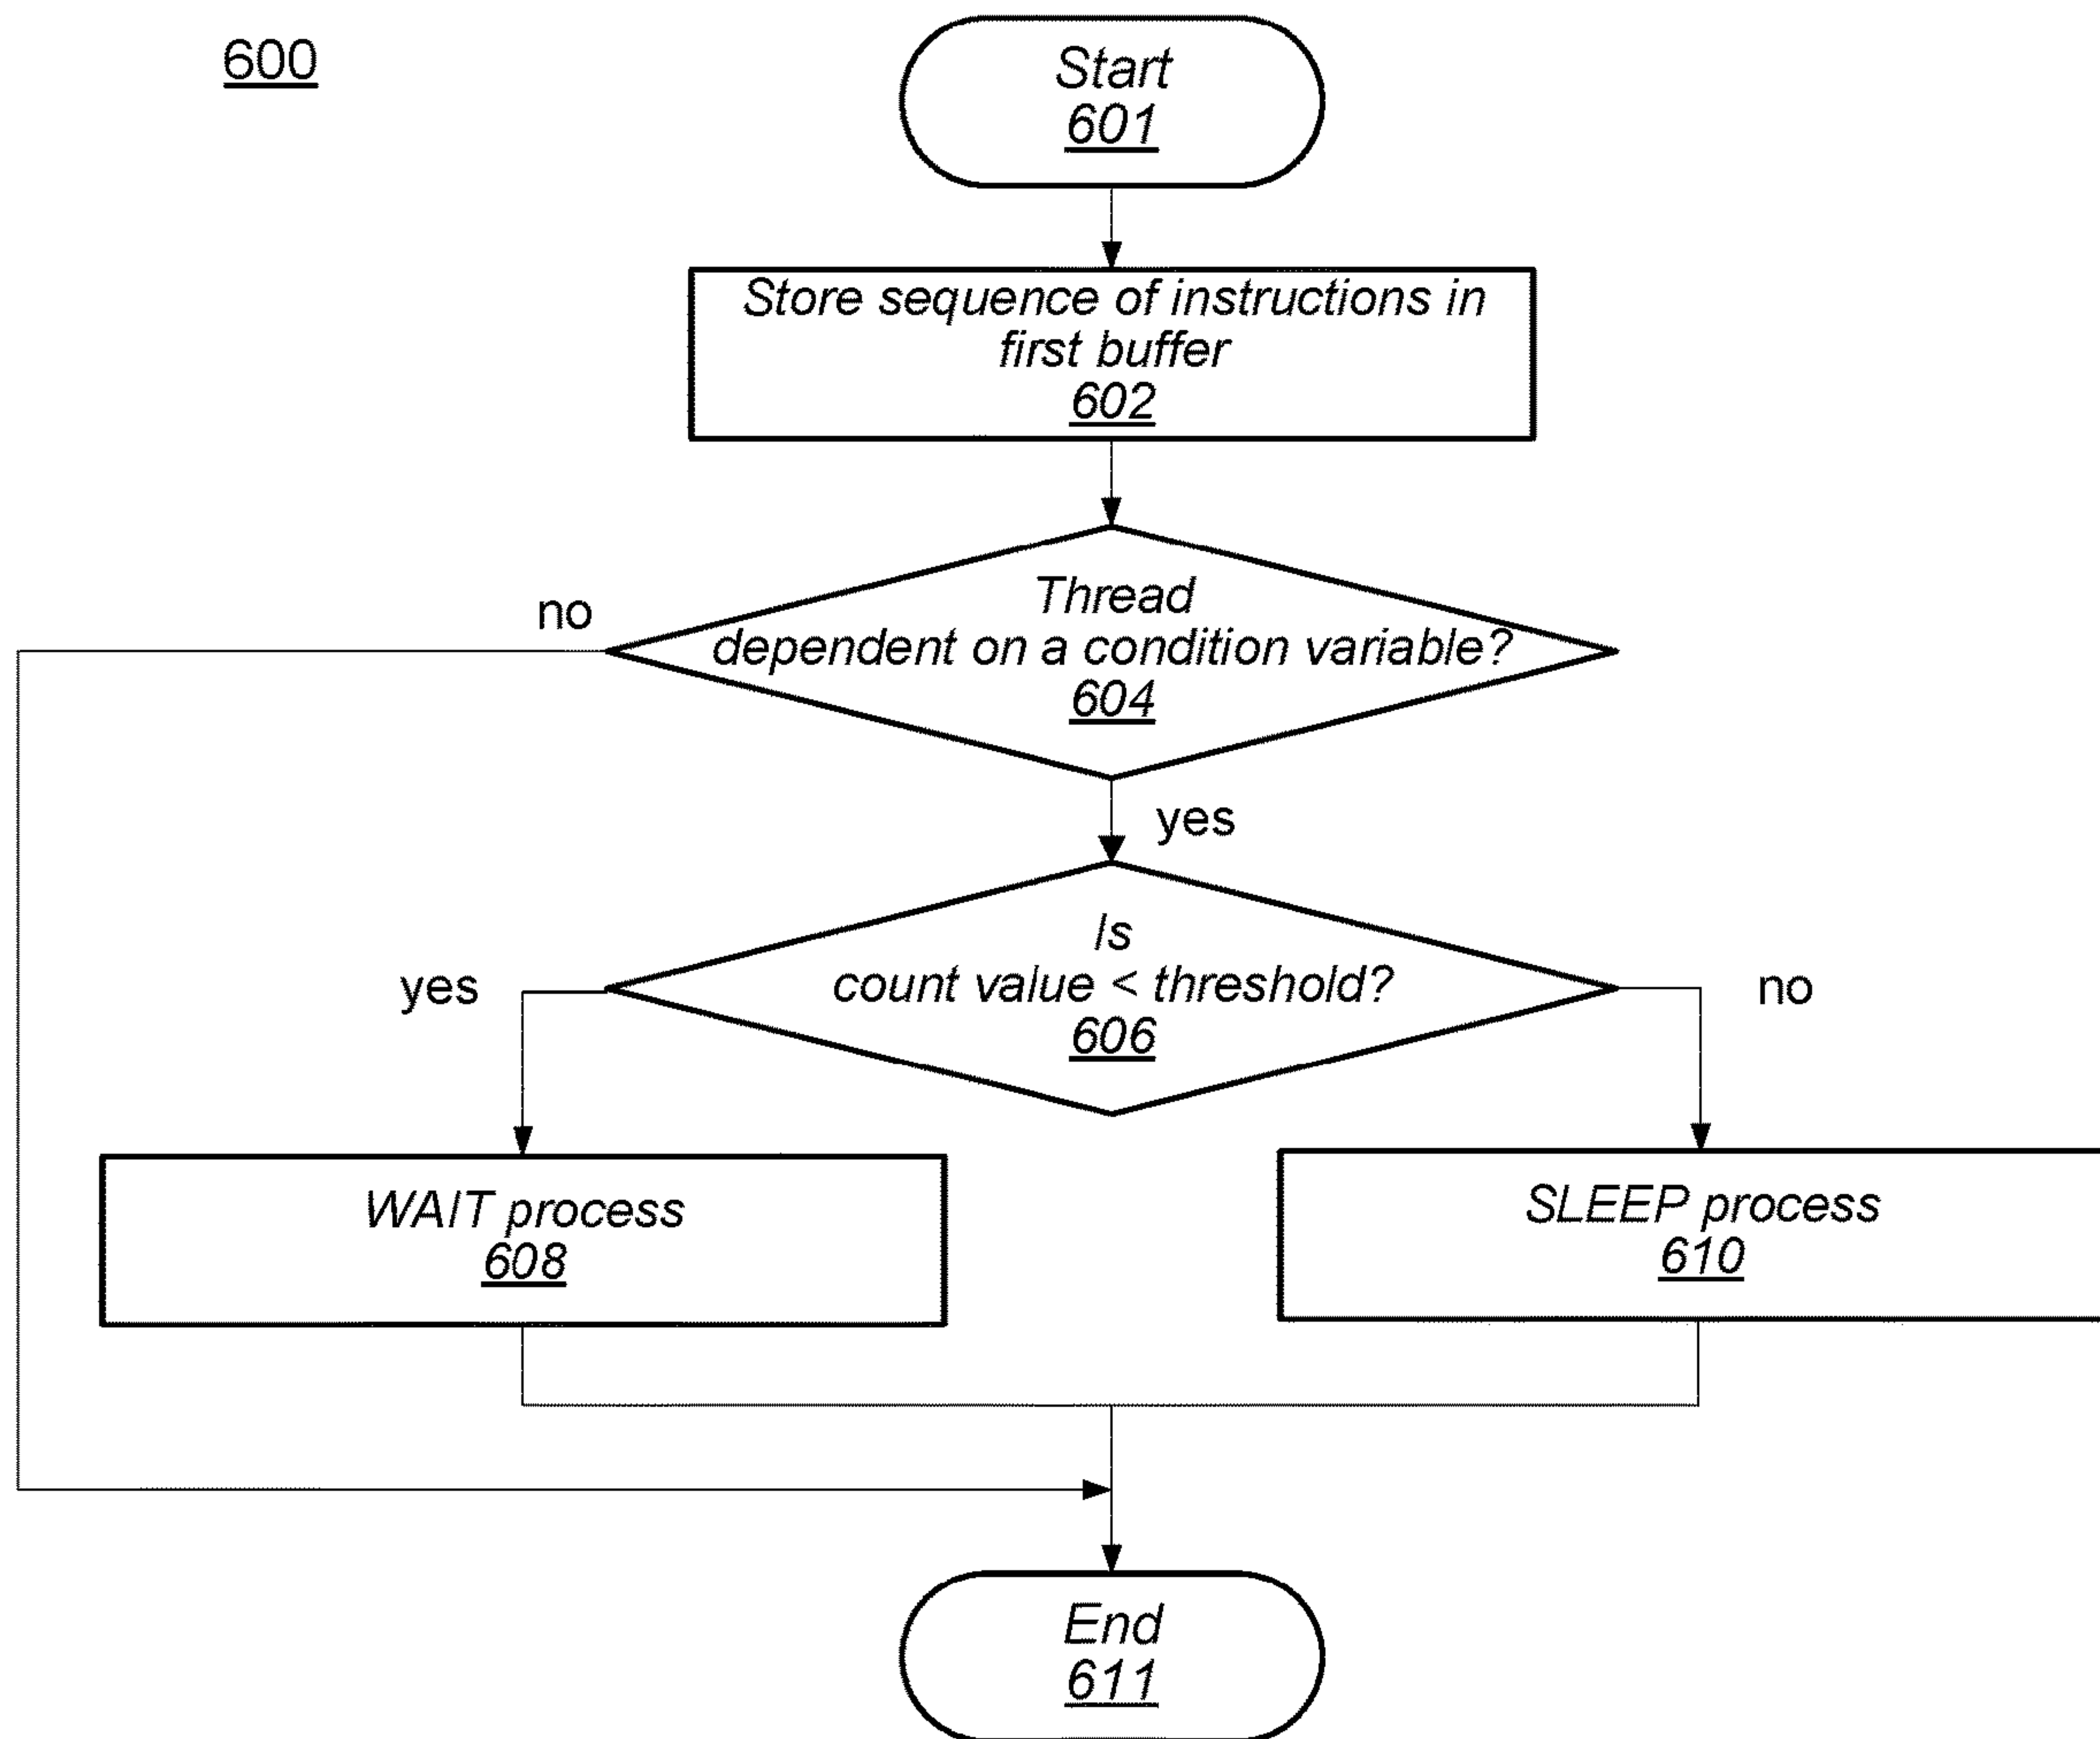 600
Start
601
Store sequence of instructions in
first buffer
602
Thread
dependent on a condition variable?
604
no
yes
Is
count value < threshold?
606
yes
no
WAIT process
608
SLEEP process
610
End
611